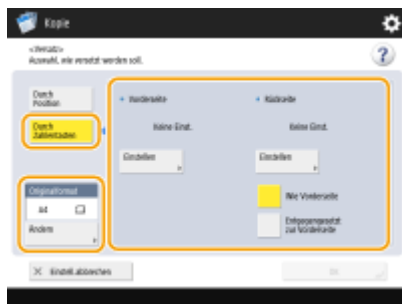 Kopie
<Versatz>
Auswahl, wie versetzt werden soll.
?
Durch
Position
Durch
Zahlentasten
Vorderseite
Rückseite
Keine Einst.
Keine Einst.
Einstellen
Einstellen
Originalformat
A4
Ändern
Wie Vorderseite
Entgegengesetzt
zur Vorderseite
Einstell.abbrechen
OK